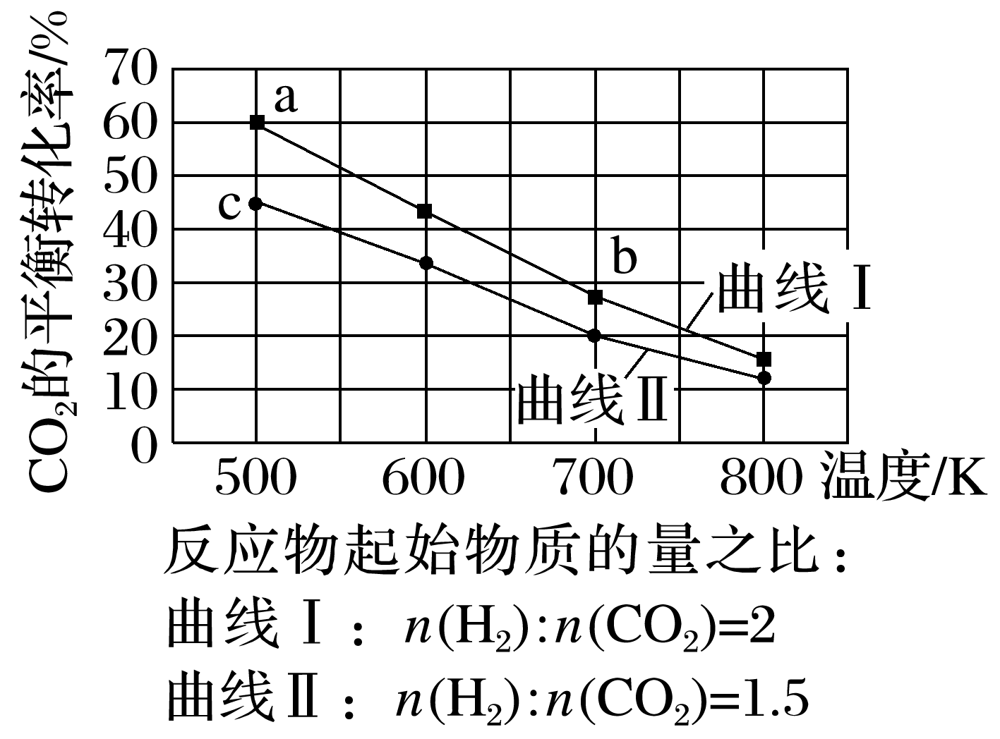 CO₂的平衡转化率/%
70
60
50
40
30
20
10
0
a
c
b
曲线Ⅰ
曲线Ⅱ
500 600 700 800 温度/K
反应物起始物质的量之比：
曲线Ⅰ：n(H₂):n(CO₂)=2
曲线Ⅱ：n(H₂):n(CO₂)=1.5